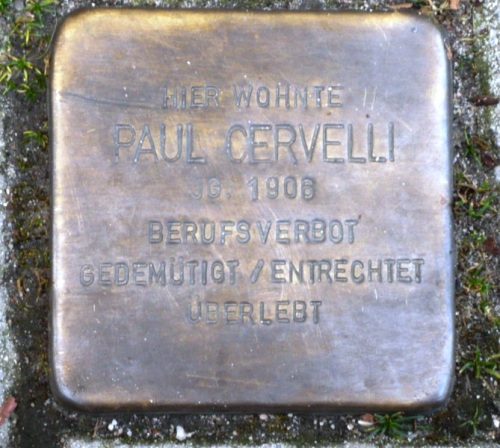 HIER WOHNTE
PAUL CERVELLI
JG. 1906
BERUFSVERBOT
GEDEMÜTIGT / ENTRECHTET
ÜBERLEBT